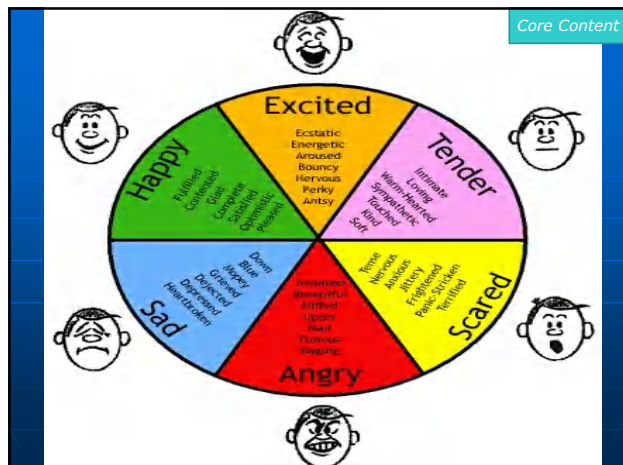 Core Content
Excited
Ecstatic
Energetic
Aroused
Bouncy
Nervous
Perky
Antsy
Tender
Intimate
Loving
Warm-Hearted
Sympathetic
Touched
Kind
Soft
Scared
Tense
Nervous
Anxious
Jittery
Frightened
Panic-Stricken
Terrified
Angry
Resentful
Upset
Mad
Furious
Raging
Sad
Down
Blue
Mopey
Grieved
Dejected
Depressed
Heartbroken
Happy
Fulfilled
Contented
Glad
Complete
Satisfied
Optimistic
Pleased